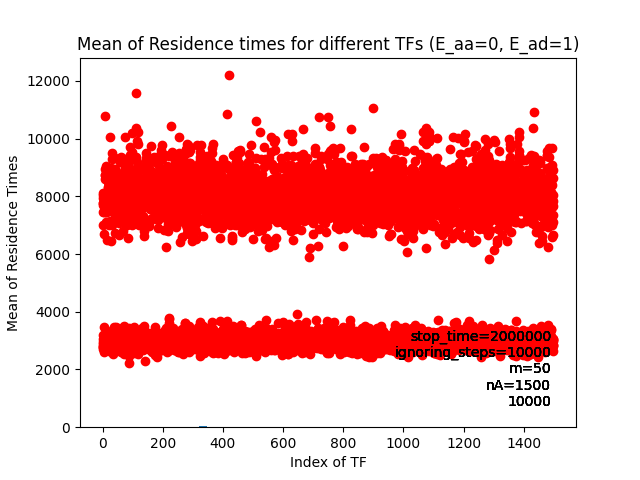 Mean of Residence times for different TFs (E_aa=0, E_ad=1)
Mean of Residence Times
12000
10000
8000
6000
4000
2000
0
stop_time=2000000
ignoring_steps=10000
m=50
nA=1500
10000
0
200
400
600
800
1000
1200
1400
Index of TF